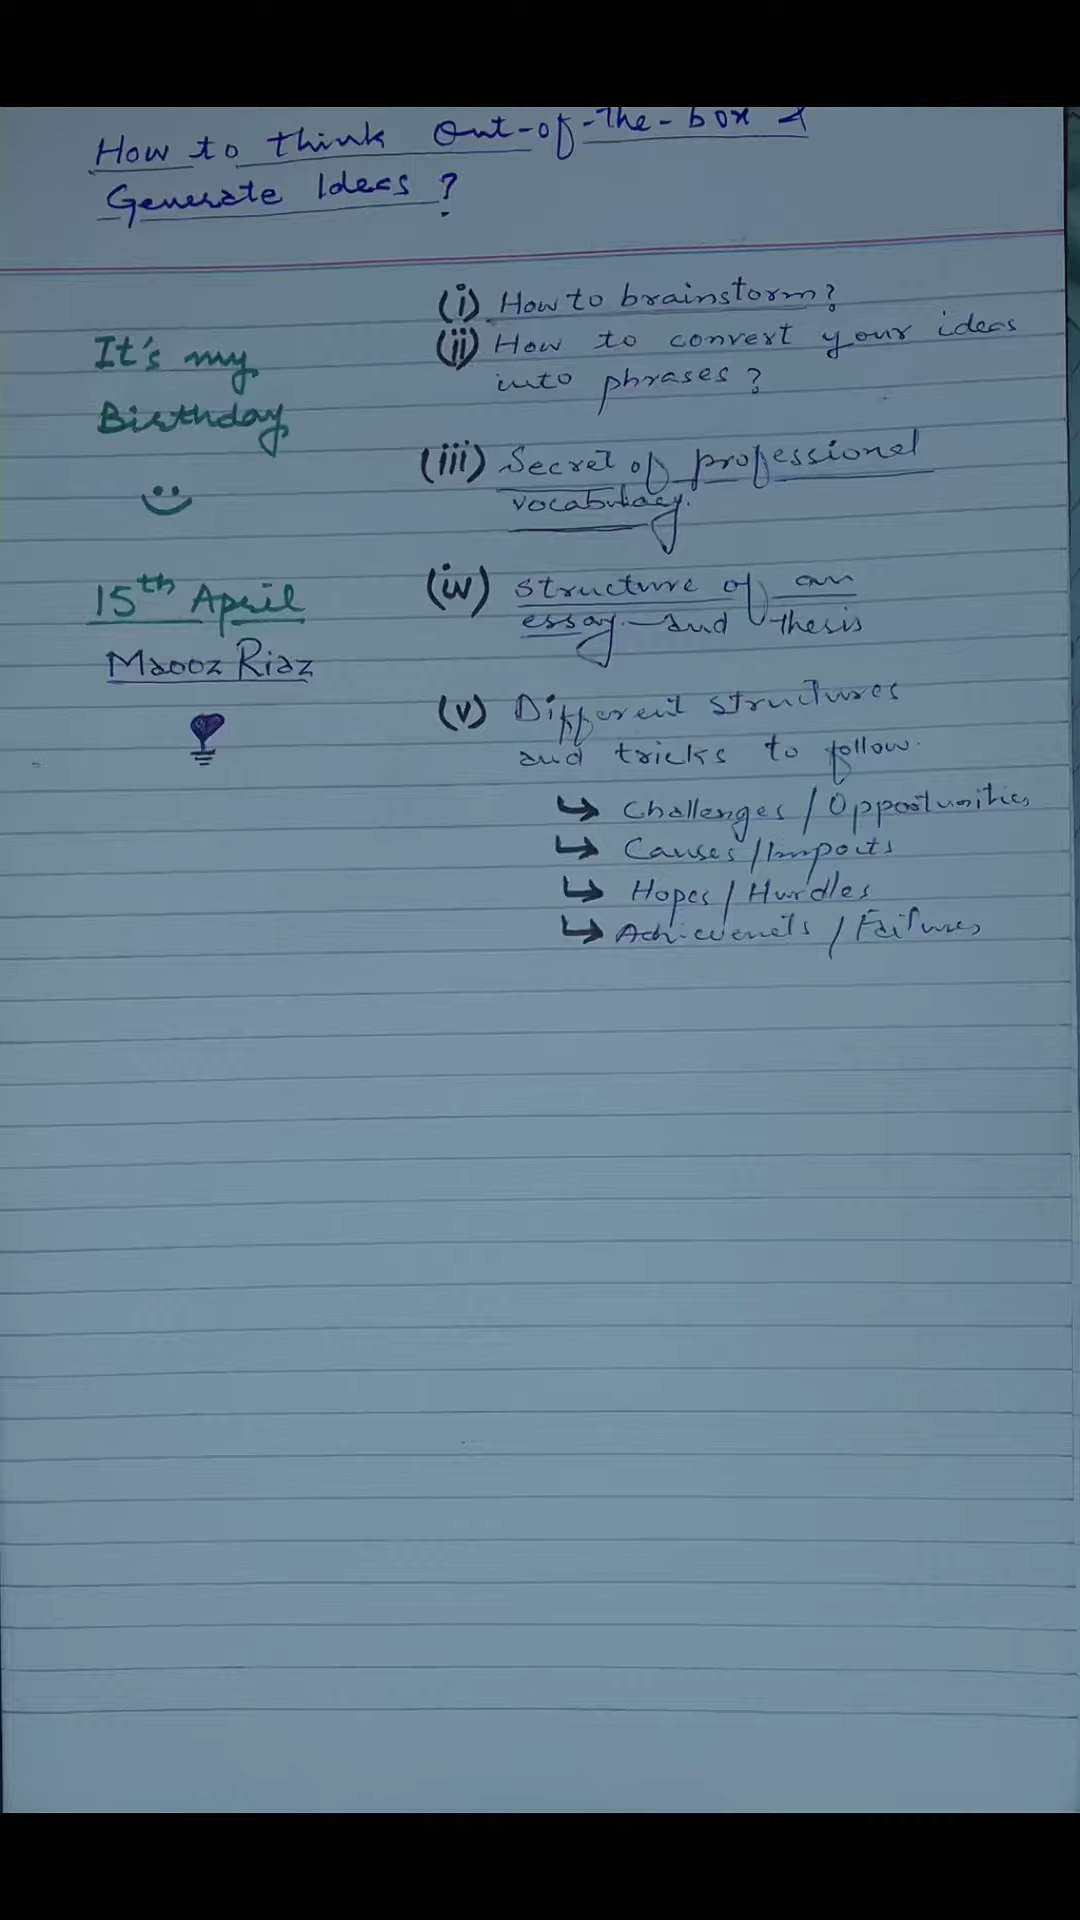 How to think Out-of-the-box &
Generate Ideas ?
It's my
Birthday
15th April
Maooz Riaz
(i) How to brainstorm?
(ii) How to convert your ideas
into phrases ?
(iii) Secret of professional
vocabulary.
(iv) structure of an
essay and thesis
(v) Different structures
and tricks to follow.
↳ Challenges / Opportunities
↳ Causes / Impacts
↳ Hopes / Hurdles
↳ Achievements / Failures